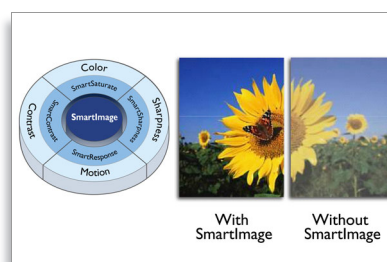 Color
SmartSaturate
Contrast
SmartContrast
SmartImage
SmartSharpness
Sharpness
SmartResponse
Motion
With
SmartImage
Without
SmartImage